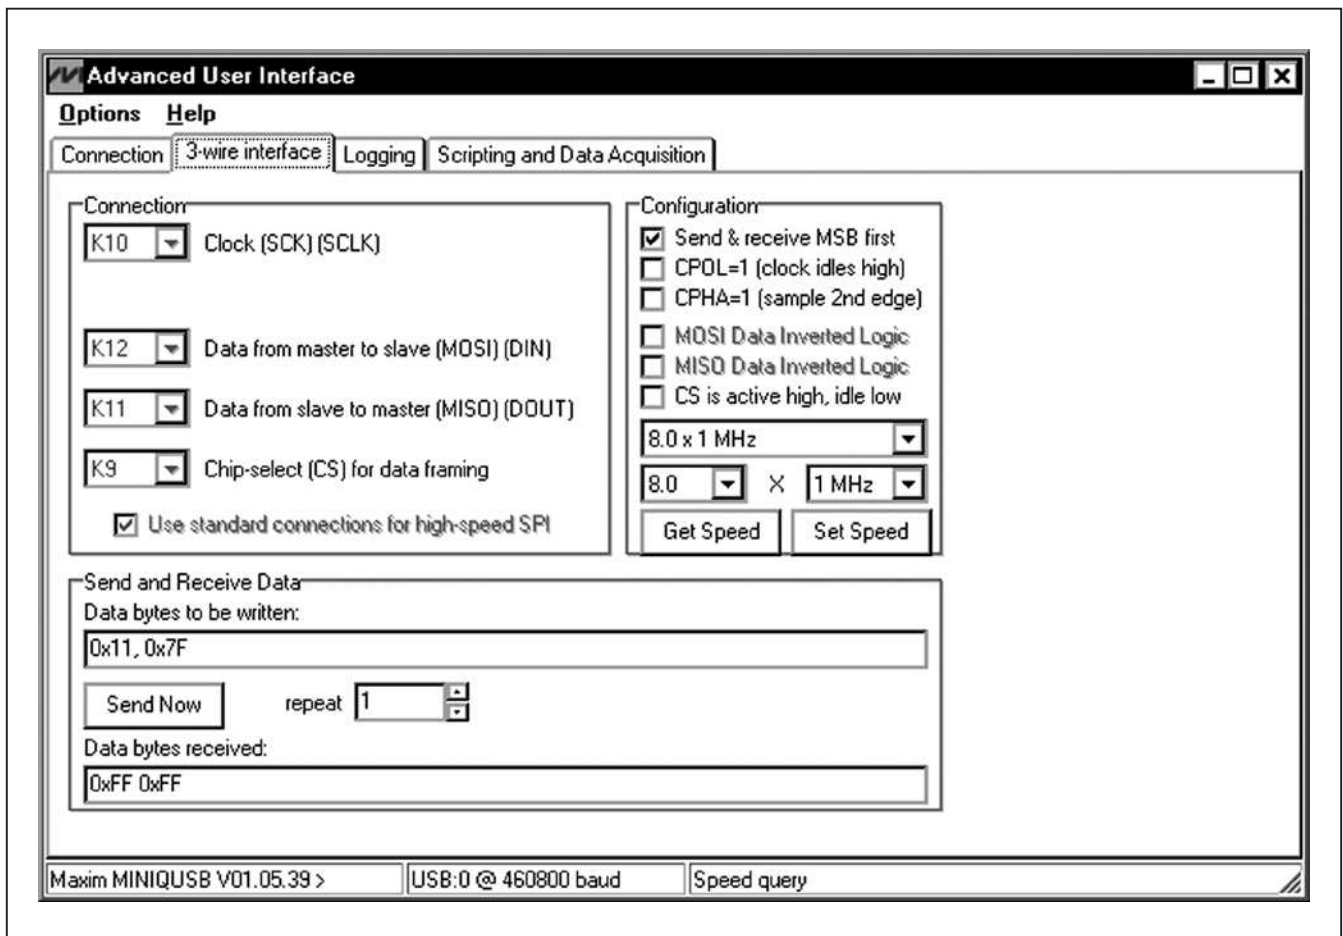 Advanced User Interface
Options Help
Connection 3-wire interface Logging Scripting and Data Acquisition
Connection
K10 Clock (SCK) (SCLK)
K12 Data from master to slave (MOSI) (DIN)
K11 Data from slave to master (MISO) (DOUT)
K9 Chip-select (CS) for data framing
Use standard connections for high-speed SPI
Configuration
Send & receive MSB first
CPOL=1 (clock idles high)
CPHA=1 (sample 2nd edge)
MOSI Data Inverted Logic
MISO Data Inverted Logic
CS is active high, idle low
8.0 x 1 MHz
8.0 X 1 MHz
Get Speed Set Speed
Send and Receive Data
Data bytes to be written:
0x11, 0x7F
Send Now repeat 1
Data bytes received:
0xFF 0xFF
Maxim MINIQUSB V01.05.39 > USB:0 @ 460800 baud Speed query